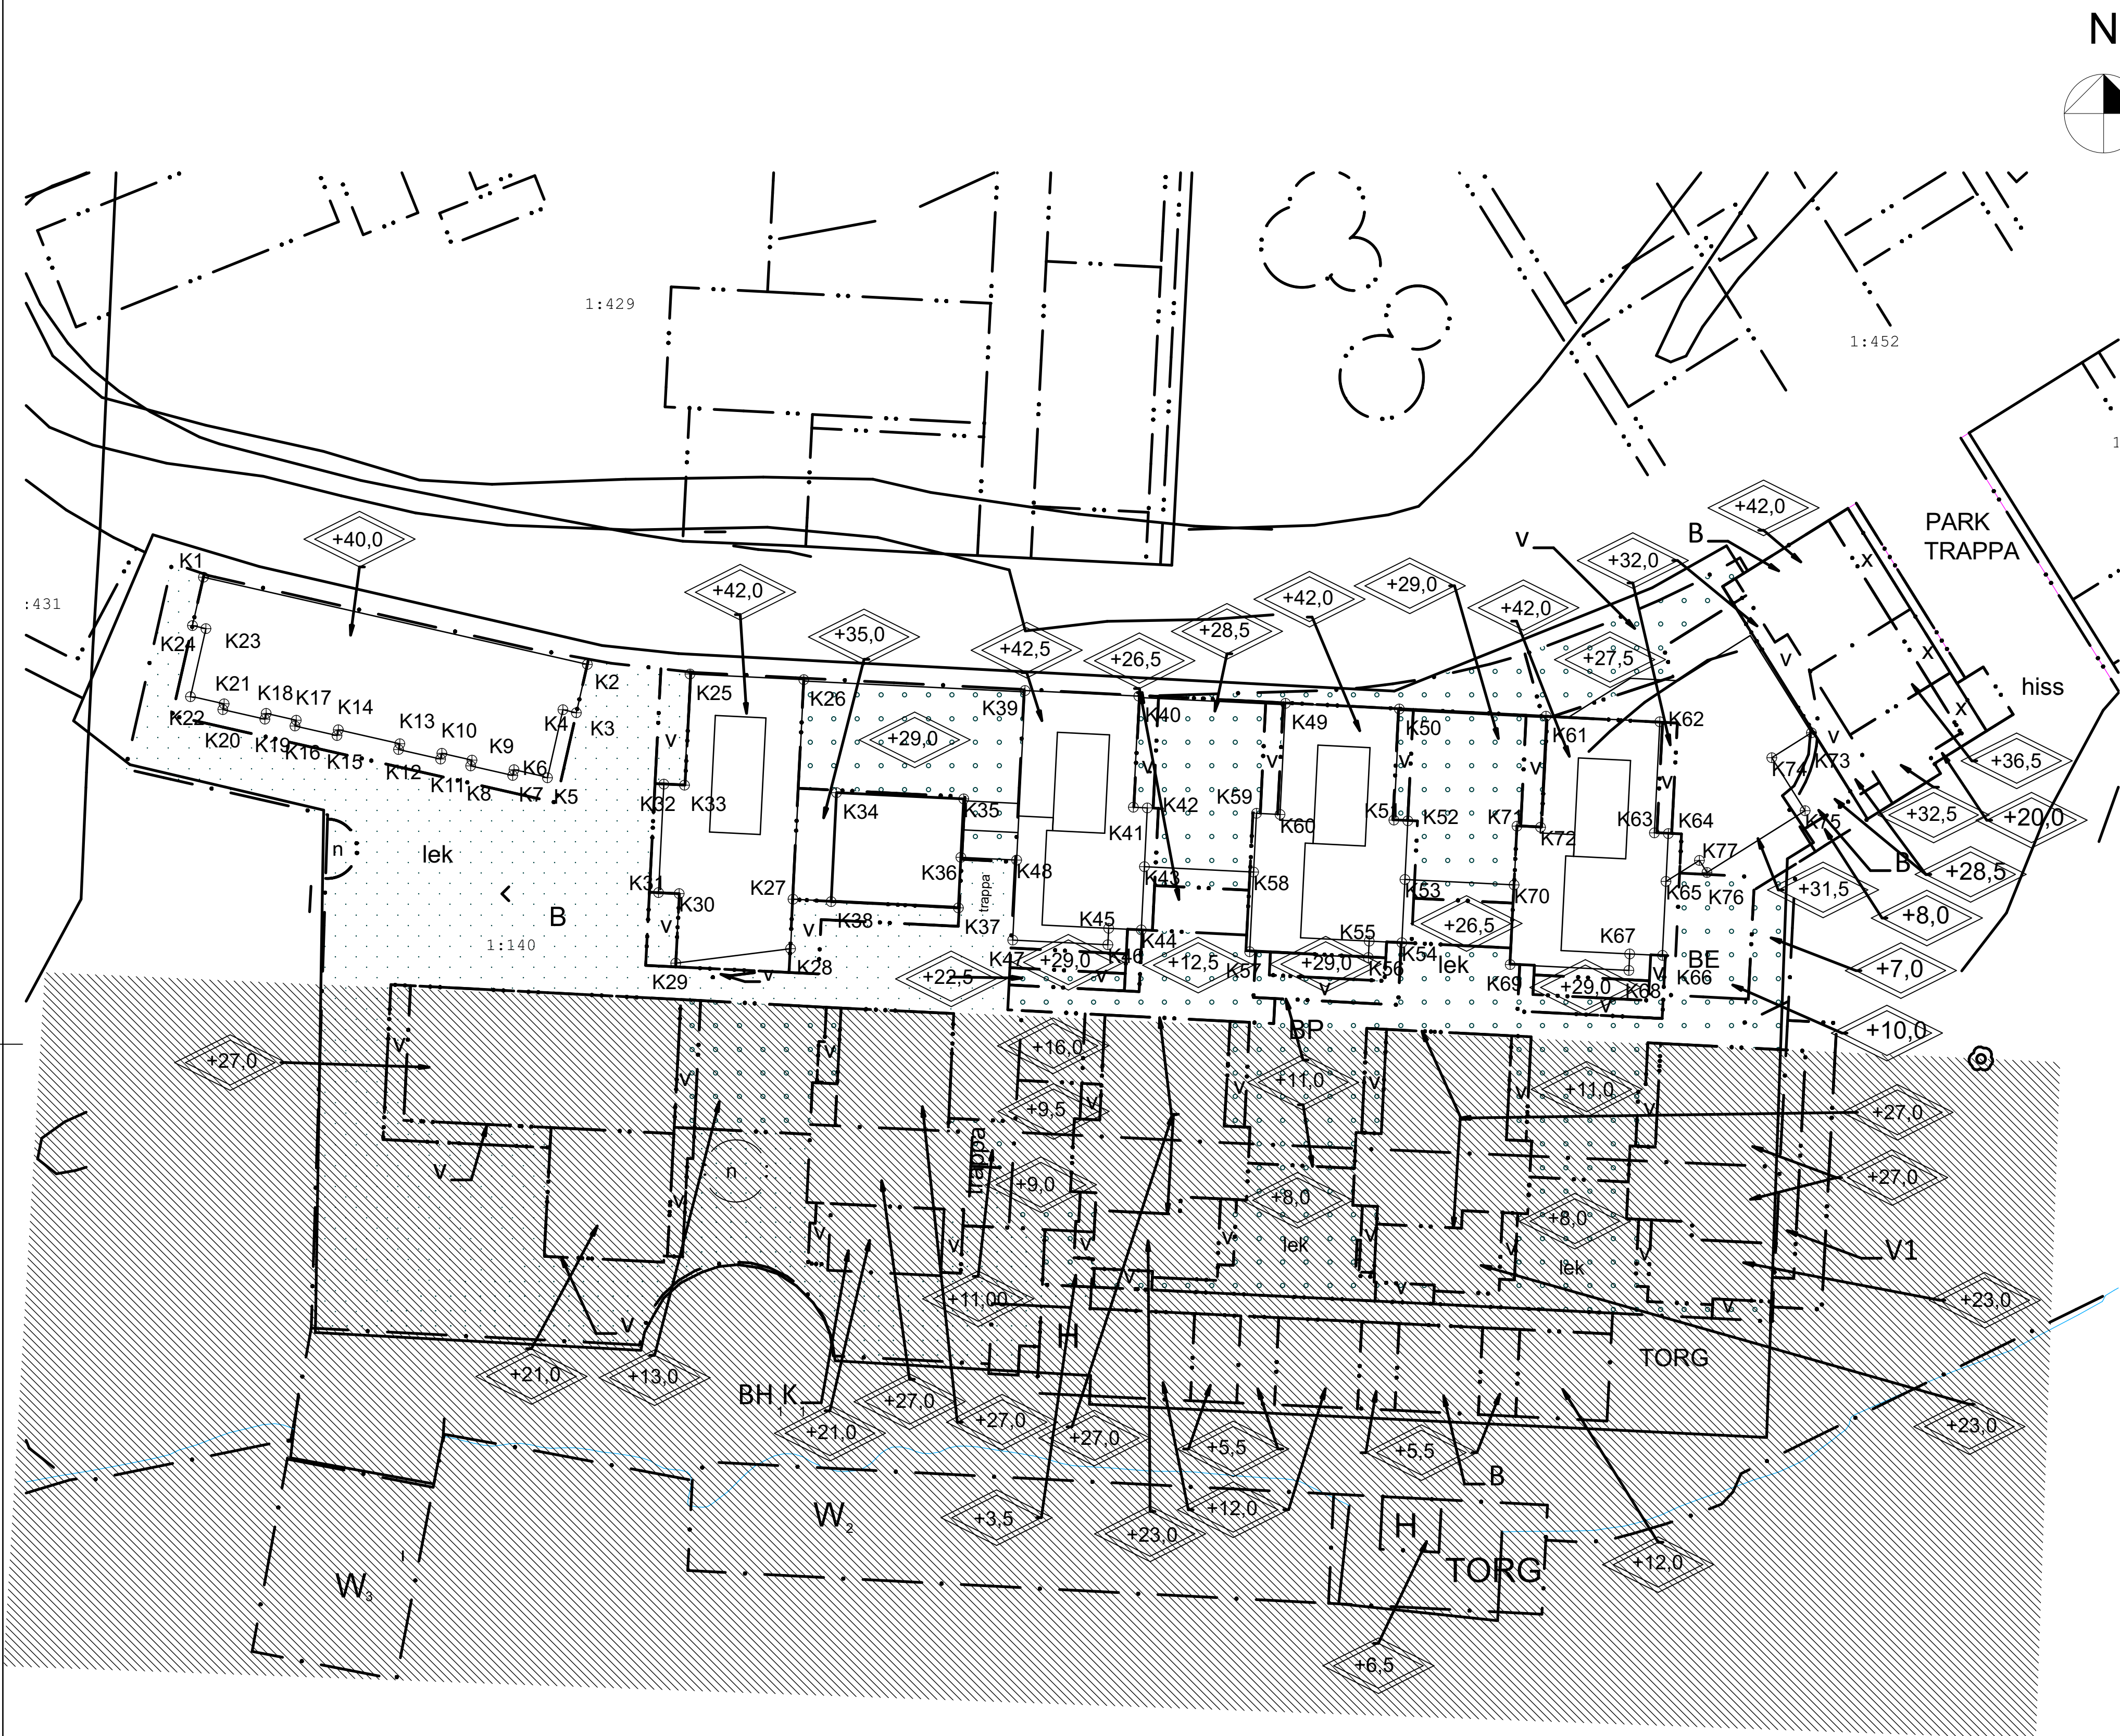 N
1:429
1:452
1
+42,0
PARK
TRAPPA
B
v
+40,0
+32,0
x
K1
+29,0
+42,0
+42,0
+42,0
:431
+35,0
+28,5
+42,5
+26,5
+27,5
K24
K23
x
v
K2
K25
K26
K39
hiss
K21
K18
K17
K14
K4
K3
K40
K49
K50
K61
K62
x
K22
K20
K19
K16
K15
K13
K10
K9
v
+29,0
v
v
v
v
v
v
K12
K11
K8
K6
K7
K5
K74
K73
+36,5
K32
K33
K34
K35
K41
K42
K59
K60
K51
K52
K71
K72
K63
K64
K75
+32,5
+20,0
n
lek
K36
K48
K43
K58
K53
K70
K77
K65
K76
B
+28,5
+31,5
K31
K30
K27
trappa
B
K38
K37
K45
+26,5
+8,0
1:140
v
v
K44
K55
K54
lek
K67
K47
K46
K57
K56
K69
K68
K66
BE
v
K29
K28
v
+22,5
+29,0
v
+12,5
+29,0
v
+29,0
v
+7,0
BP
+10,0
+27,0
v
v
+16,0
+11,0
+11,0
v
v
v
v
v
v
+9,5
+27,0
v
n
trappa
+9,0
+8,0
+27,0
v
+8,0
v
v
v
v
lek
v
v
v
V1
v
v
lek
+11,00
v
+23,0
v
H
TORG
+21,0
+13,0
BH1K1
+27,0
+27,0
+27,0
+21,0
+5,5
+5,5
+23,0
B
W2
+3,5
+23,0
+12,0
H
+12,0
W3
TORG
+6,5